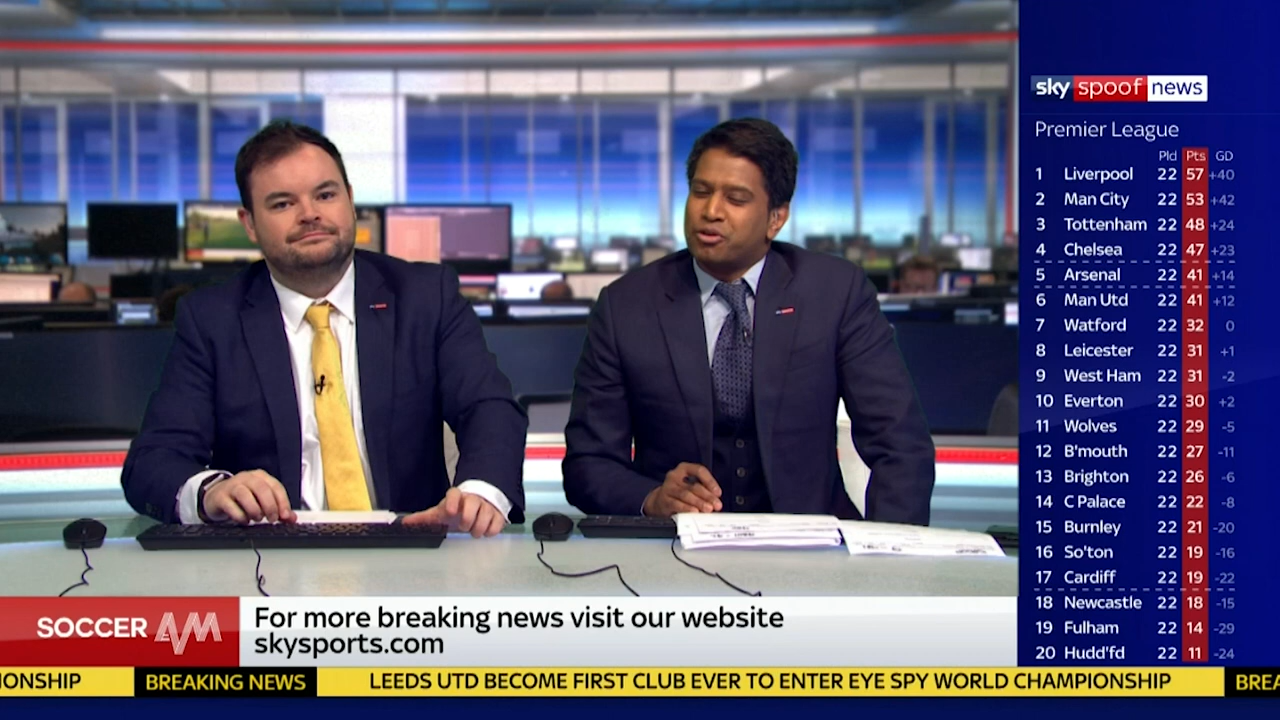 sky spoof news
Premier League
Pld Pts GD
1 Liverpool 22 57 +40
2 Man City 22 53 +42
3 Tottenham 22 48 +24
4 Chelsea 22 47 +23
5 Arsenal 22 41 +14
6 Man Utd 22 41 +12
7 Watford 22 32 0
8 Leicester 22 31 +1
9 West Ham 22 31 -2
10 Everton 22 30 +2
11 Wolves 22 29 -5
12 B'mouth 22 27 -11
13 Brighton 22 26 -6
14 C Palace 22 22 -8
15 Burnley 22 21 -20
16 So'ton 22 19 -16
17 Cardiff 22 19 -22
18 Newcastle 22 18 -15
19 Fulham 22 14 -29
20 Hudd'fd 22 11 -24
SOCCER AM
For more breaking news visit our website
skysports.com
IONSHIP BREAKING NEWS LEEDS UTD BECOME FIRST CLUB EVER TO ENTER EYE SPY WORLD CHAMPIONSHIP BREA